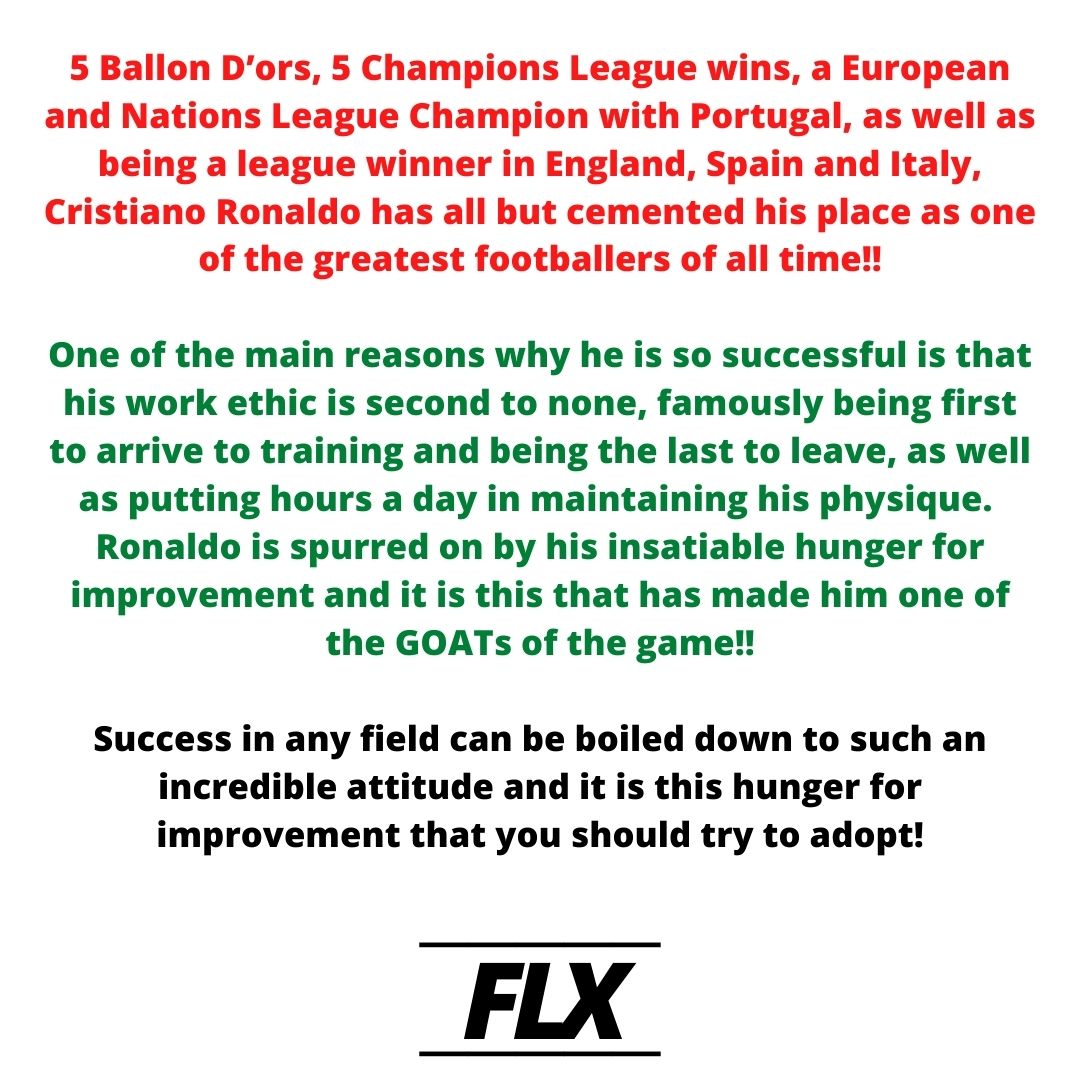 5 Ballon D’ors, 5 Champions League wins, a European
and Nations League Champion with Portugal, as well as
being a league winner in England, Spain and Italy,
Cristiano Ronaldo has all but cemented his place as one
of the greatest footballers of all time!!
One of the main reasons why he is so successful is that
his work ethic is second to none, famously being first
to arrive to training and being the last to leave, as well
as putting hours a day in maintaining his physique.
Ronaldo is spurred on by his insatiable hunger for
improvement and it is this that has made him one of
the GOATs of the game!!
Success in any field can be boiled down to such an
incredible attitude and it is this hunger for
improvement that you should try to adopt!
FLX